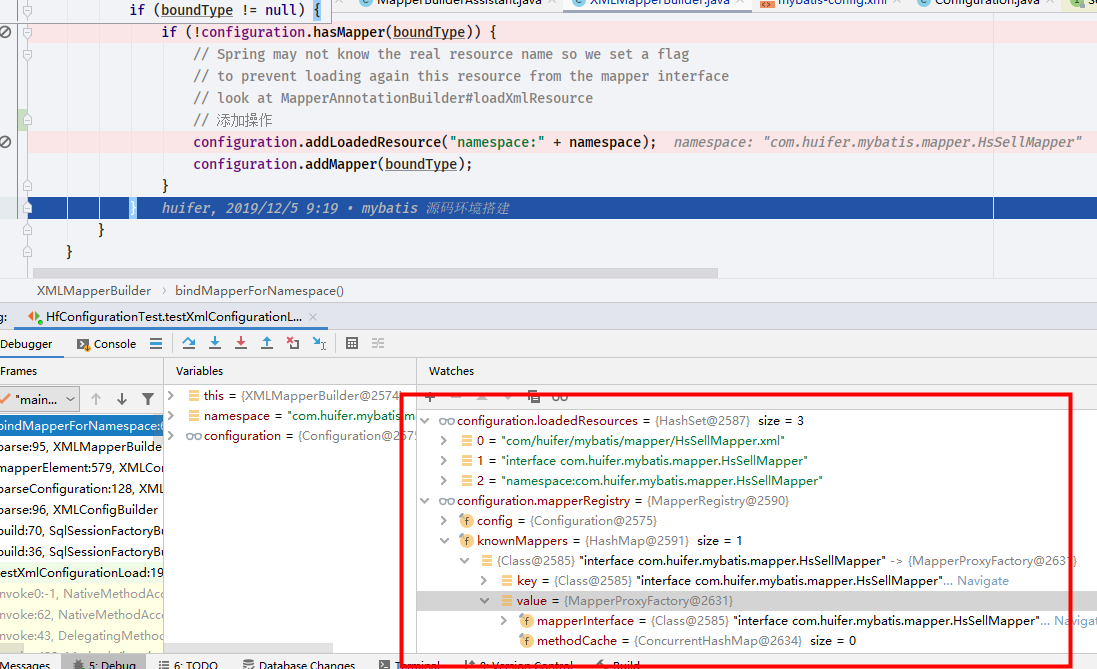 MapperBuilderAssistant.java XMLMapperBuilder.java mybatis-config.xml Configuration.java
if (boundType != null) {
if (!configuration.hasMapper(boundType)) {
// Spring may not know the real resource name so we set a flag
// to prevent loading again this resource from the mapper interface
// look at MapperAnnotationBuilder#loadXmlResource
// 添加操作
configuration.addLoadedResource("namespace:" + namespace); namespace: "com.huifer.mybatis.mapper.HsSellMapper"
configuration.addMapper(boundType);
}
} huifer, 2019/12/5 9:19 • mybatis 源码环境搭建
}
}
XMLMapperBuilder › bindMapperForNamespace()
g: HfConfigurationTest.testXmlConfigurationL... ×
Debugger Console
Frames Variables Watches
"main...
bindMapperForNamespace:6
parse:95, XMLMapperBuilde
mapperElement:579, XMLCo
parseConfiguration:128, XML
parse:96, XMLConfigBuilder
build:70, SqlSessionFactoryBu
build:36, SqlSessionFactoryBu
testXmlConfigurationLoad:19
invoke0:-1, NativeMethodAcc
invoke:62, NativeMethodAcce
invoke:43, DelegatingMethod
this = {XMLMapperBuilder@2574}
namespace = "com.huifer.mybatis.m
configuration = {Configuration@2575
configuration.loadedResources = {HashSet@2587} size = 3
0 = "com/huifer/mybatis/mapper/HsSellMapper.xml"
1 = "interface com.huifer.mybatis.mapper.HsSellMapper"
2 = "namespace:com.huifer.mybatis.mapper.HsSellMapper"
configuration.mapperRegistry = {MapperRegistry@2590}
config = {Configuration@2575}
knownMappers = {HashMap@2591} size = 1
{Class@2585} "interface com.huifer.mybatis.mapper.HsSellMapper" -> {MapperProxyFactory@2631}
key = {Class@2585} "interface com.huifer.mybatis.mapper.HsSellMapper"... Navigate
value = {MapperProxyFactory@2631}
mapperInterface = {Class@2585} "interface com.huifer.mybatis.mapper.HsSellMapper"... Navigat
methodCache = {ConcurrentHashMap@2634} size = 0
Messages 5: Debug 6: TODO Database Changes Terminal 9: Version Control Build